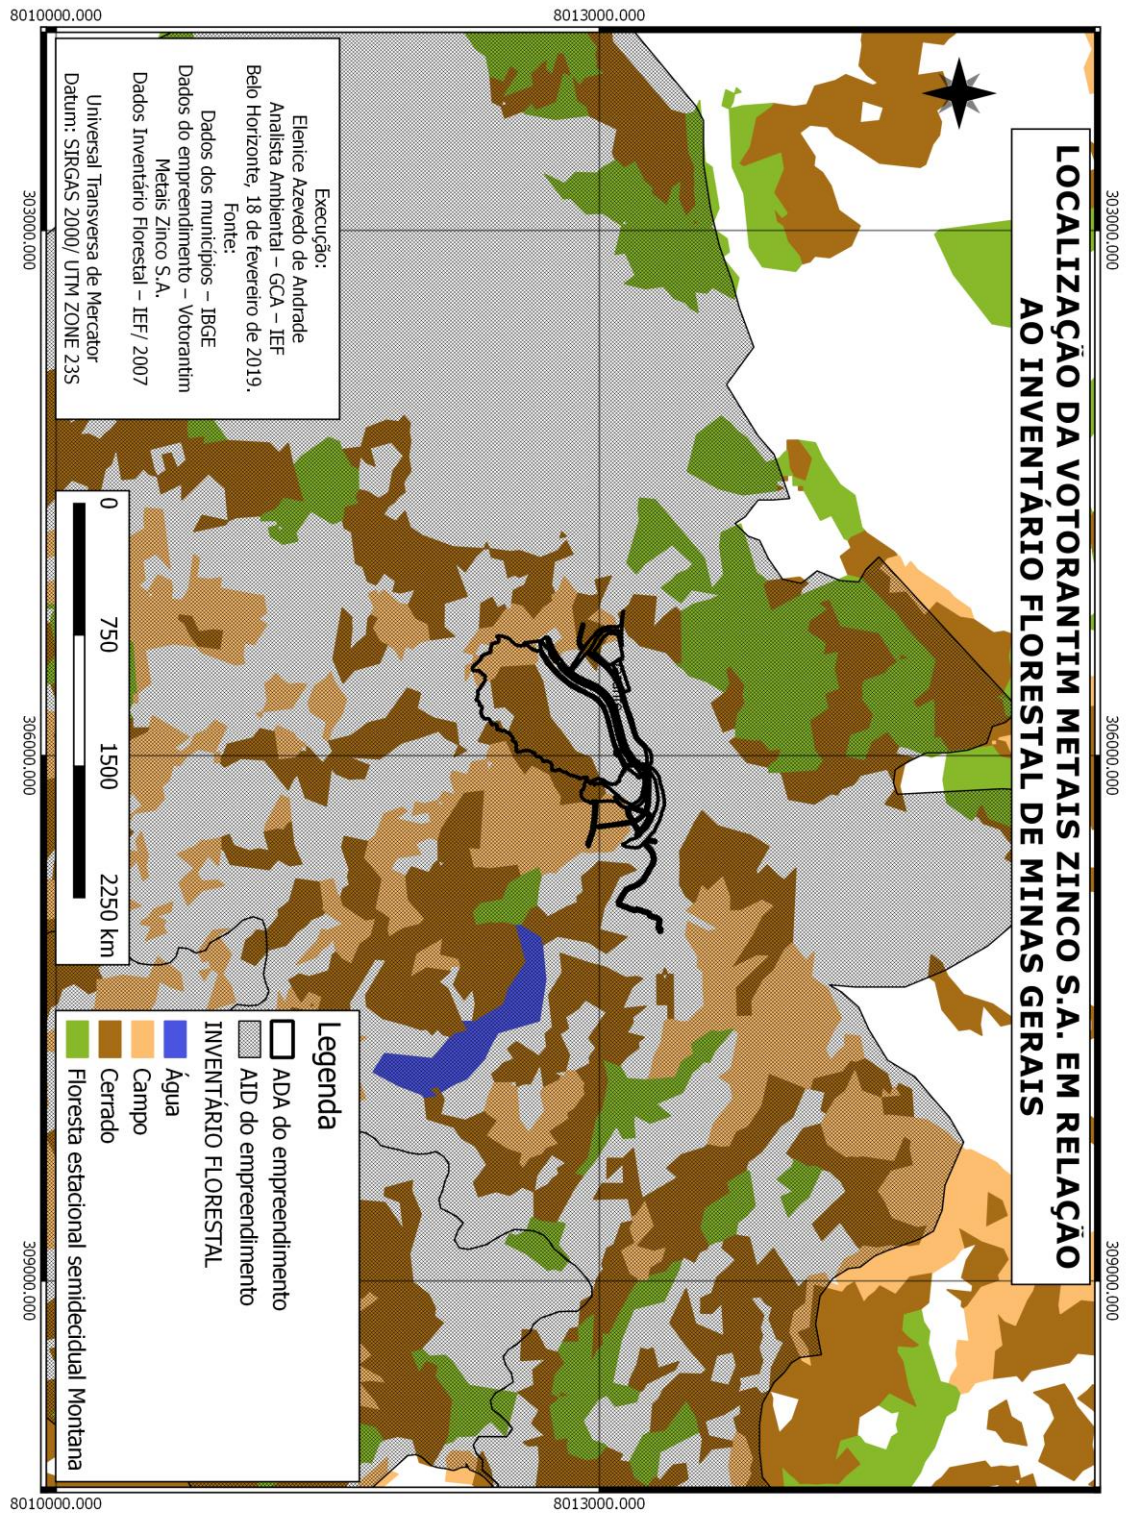 LOCALIZAÇÃO DA VOTORANTIM METAIS ZINCO S.A. EM RELAÇÃO
AO INVENTÁRIO FLORESTAL DE MINAS GERAIS
303000.000
306000.000
309000.000
8013000.000
8010000.000
8013000.000
8010000.000
303000.000
306000.000
309000.000
Execução:
Elenice Azevedo de Andrade
Analista Ambiental – GCA – IEF
Belo Horizonte, 18 de fevereiro de 2019.
Fonte:
Dados dos municípios – IBGE
Dados do empreendimento – Votorantim
Metais Zinco S.A.
Dados Inventário Florestal – IEF/ 2007
Universal Transversa de Mercator
Datum: SIRGAS 2000/ UTM ZONE 23S
0 750 1500 2250 km
Legenda
ADA do empreendimento
AID do empreendimento
INVENTÁRIO FLORESTAL
Água
Campo
Cerrado
Floresta estacional semidecidual Montana